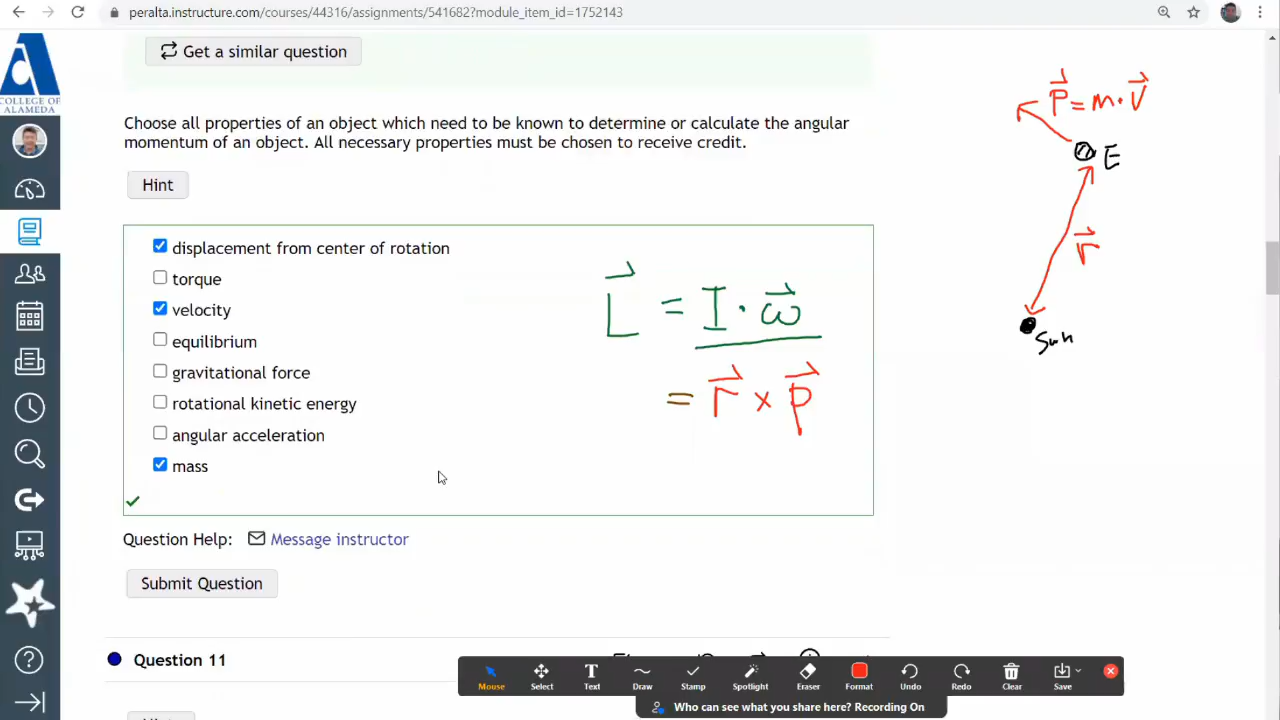 peralta.instructure.com/courses/44316/assignments/541682?module_item_id=1752143
COLLEGE OF
ALAMEDA
Get a similar question
Choose all properties of an object which need to be known to determine or calculate the angular
momentum of an object. All necessary properties must be chosen to receive credit.
Hint
displacement from center of rotation
torque
velocity
equilibrium
gravitational force
rotational kinetic energy
angular acceleration
mass
L⃗ = I · ω⃗
= r⃗ × p⃗
P⃗ = m · V⃗
E
r⃗
Sun
Question Help: Message instructor
Submit Question
Question 11
Mouse Select Text Draw Stamp Spotlight Eraser Format Undo Redo Clear Save
Who can see what you share here? Recording On